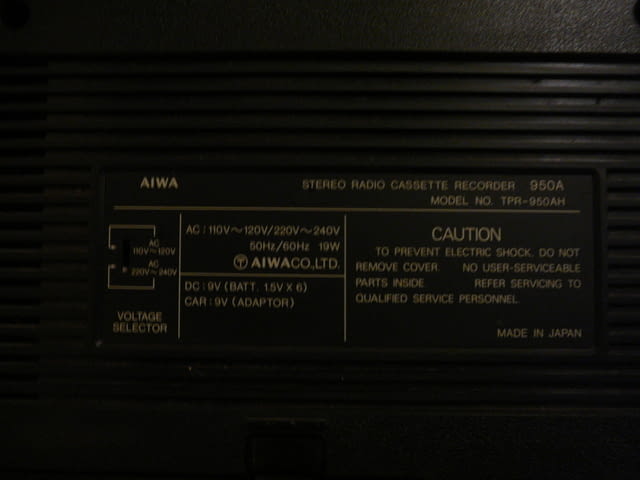 AIWA
STEREO RADIO CASSETTE RECORDER 950A
MODEL NO. TPR-950AH
AC
110V~120V
AC
220V~240V
VOLTAGE
SELECTOR
AC : 110V~120V/220V~240V
50Hz/60Hz 19W
AIWA CO., LTD.
DC : 9V (BATT. 1.5V X 6)
CAR : 9V (ADAPTOR)
CAUTION
TO PREVENT ELECTRIC SHOCK, DO NOT
REMOVE COVER. NO USER-SERVICEABLE
PARTS INSIDE REFER SERVICING TO
QUALIFIED SERVICE PERSONNEL.
MADE IN JAPAN